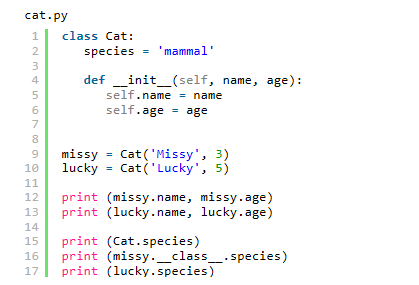 cat.py
1 class Cat:
2     species = 'mammal'
3
4     def __init__(self, name, age):
5         self.name = name
6         self.age = age
7
8
9 missy = Cat('Missy', 3)
10 lucky = Cat('Lucky', 5)
11
12 print (missy.name, missy.age)
13 print (lucky.name, lucky.age)
14
15 print (Cat.species)
16 print (missy.__class__.species)
17 print (lucky.species)